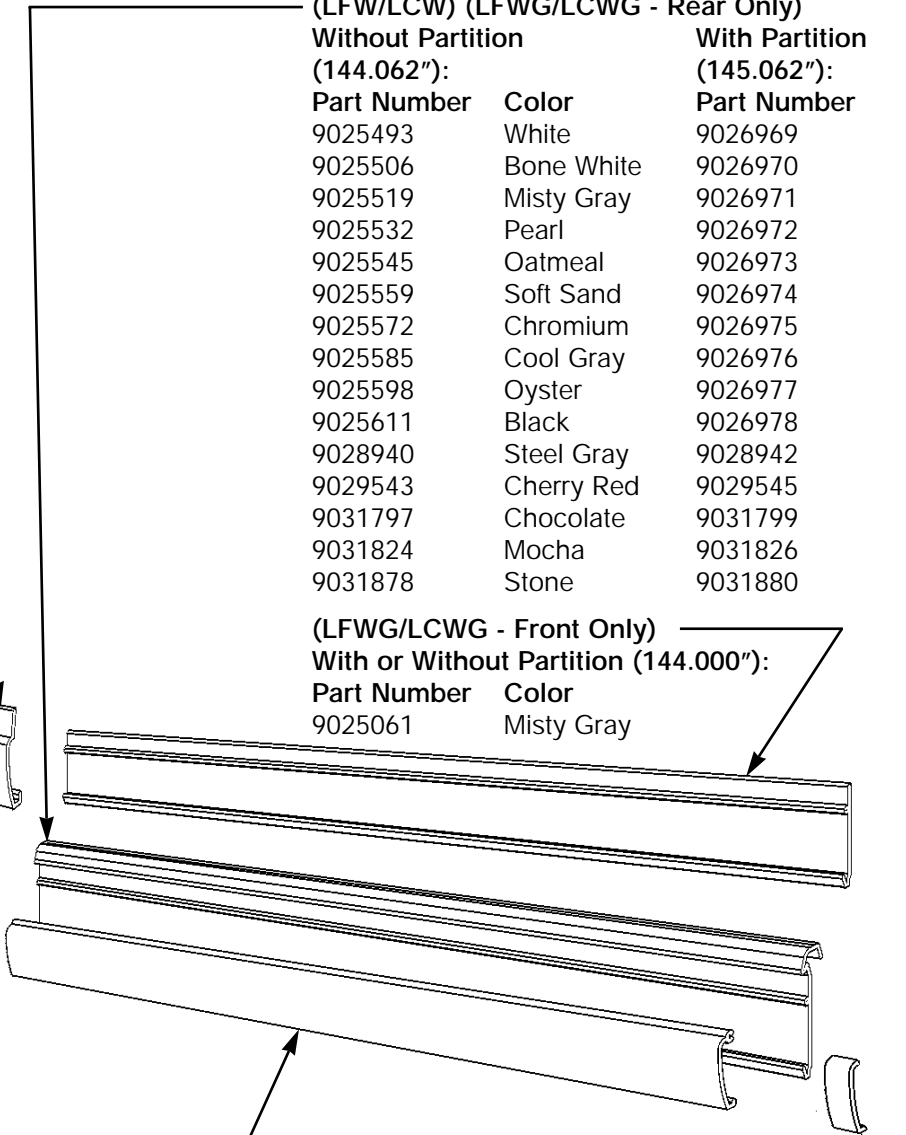 (LFW/LCW) (LFWG/LCWG - Rear Only)
Without Partition With Partition
(144.062”): (145.062”):
Part Number Color Part Number
9025493 White 9026969
9025506 Bone White 9026970
9025519 Misty Gray 9026971
9025532 Pearl 9026972
9025545 Oatmeal 9026973
9025559 Soft Sand 9026974
9025572 Chromium 9026975
9025585 Cool Gray 9026976
9025598 Oyster 9026977
9025611 Black 9026978
9028940 Steel Gray 9028942
9029543 Cherry Red 9029545
9031797 Chocolate 9031799
9031824 Mocha 9031826
9031878 Stone 9031880
(LFWG/LCWG - Front Only)
With or Without Partition (144.000”):
Part Number Color
9025061 Misty Gray